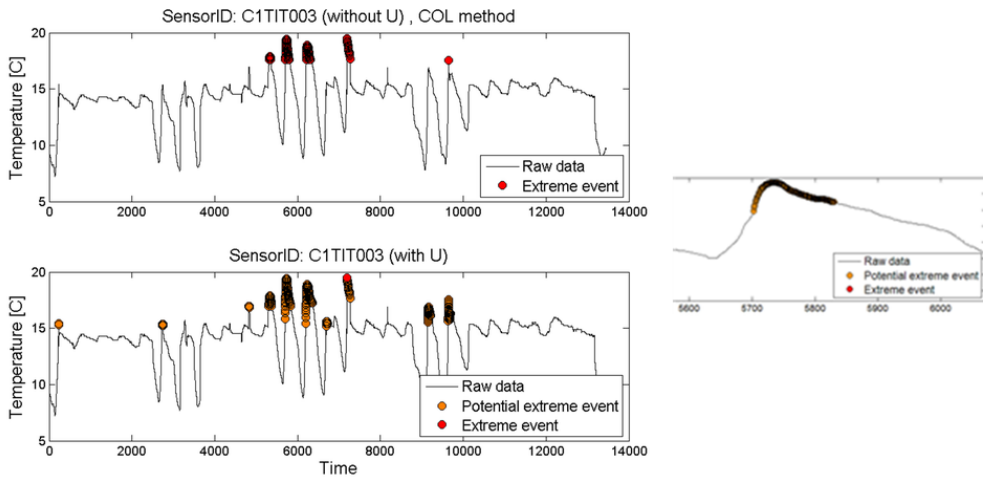 SensorID: C1TIT003 (without U) , COL method
Temperature [C]
20
15
10
5
0 2000 4000 6000 8000 10000 12000 14000
Raw data
Extreme event
SensorID: C1TIT003 (with U)
Temperature [C]
20
15
10
5
0 2000 4000 6000 8000 10000 12000 14000
Time
Raw data
Potential extreme event
Extreme event
Raw data
Potential extreme event
Extreme event
5600 5700 5800 5900 6000